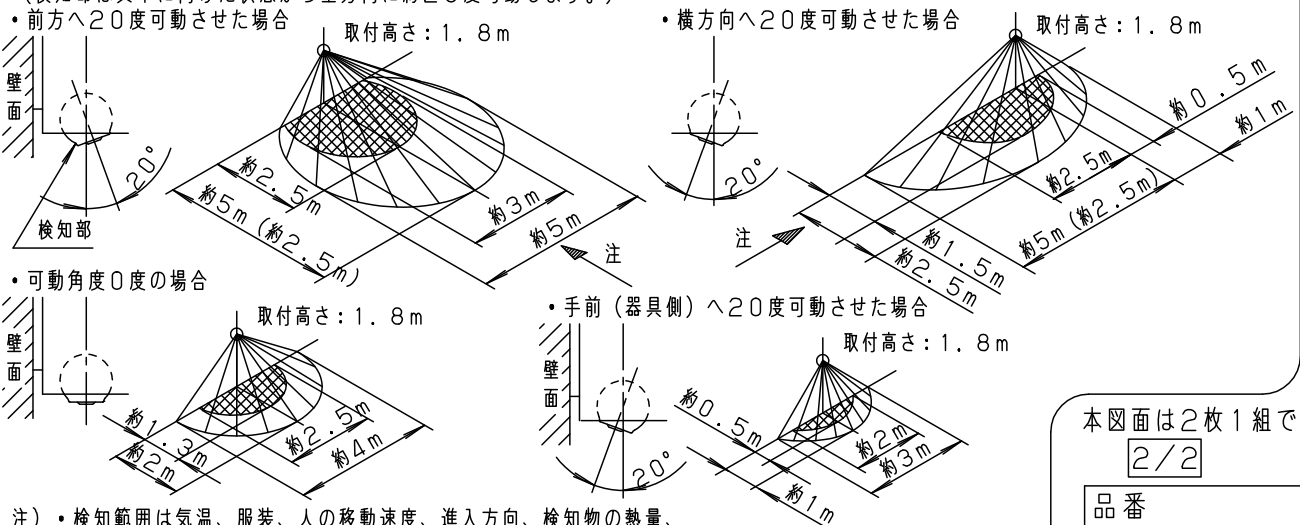 ・前方へ20度可動させた場合
取付高さ:1.8m
壁面
20°
検知部
約2.5m
約5m(約2.5m)
約3m
約5m
注
・横方向へ20度可動させた場合
取付高さ:1.8m
20°
注
約0.5m
約1m
約2.5m
約5m(約2.5m)
約1.5m
約2.5m
・可動角度0度の場合
取付高さ:1.8m
壁面
約1.3m
約2m
約2.5m
約4m
・手前(器具側)へ20度可動させた場合
取付高さ:1.8m
壁面
20°
約0.5m
約1m
約2m
約3m
本図面は2枚1組で
2/2
品番
注)・検知範囲は気温、服装、人の移動速度、進入方向、検知物の熱量、